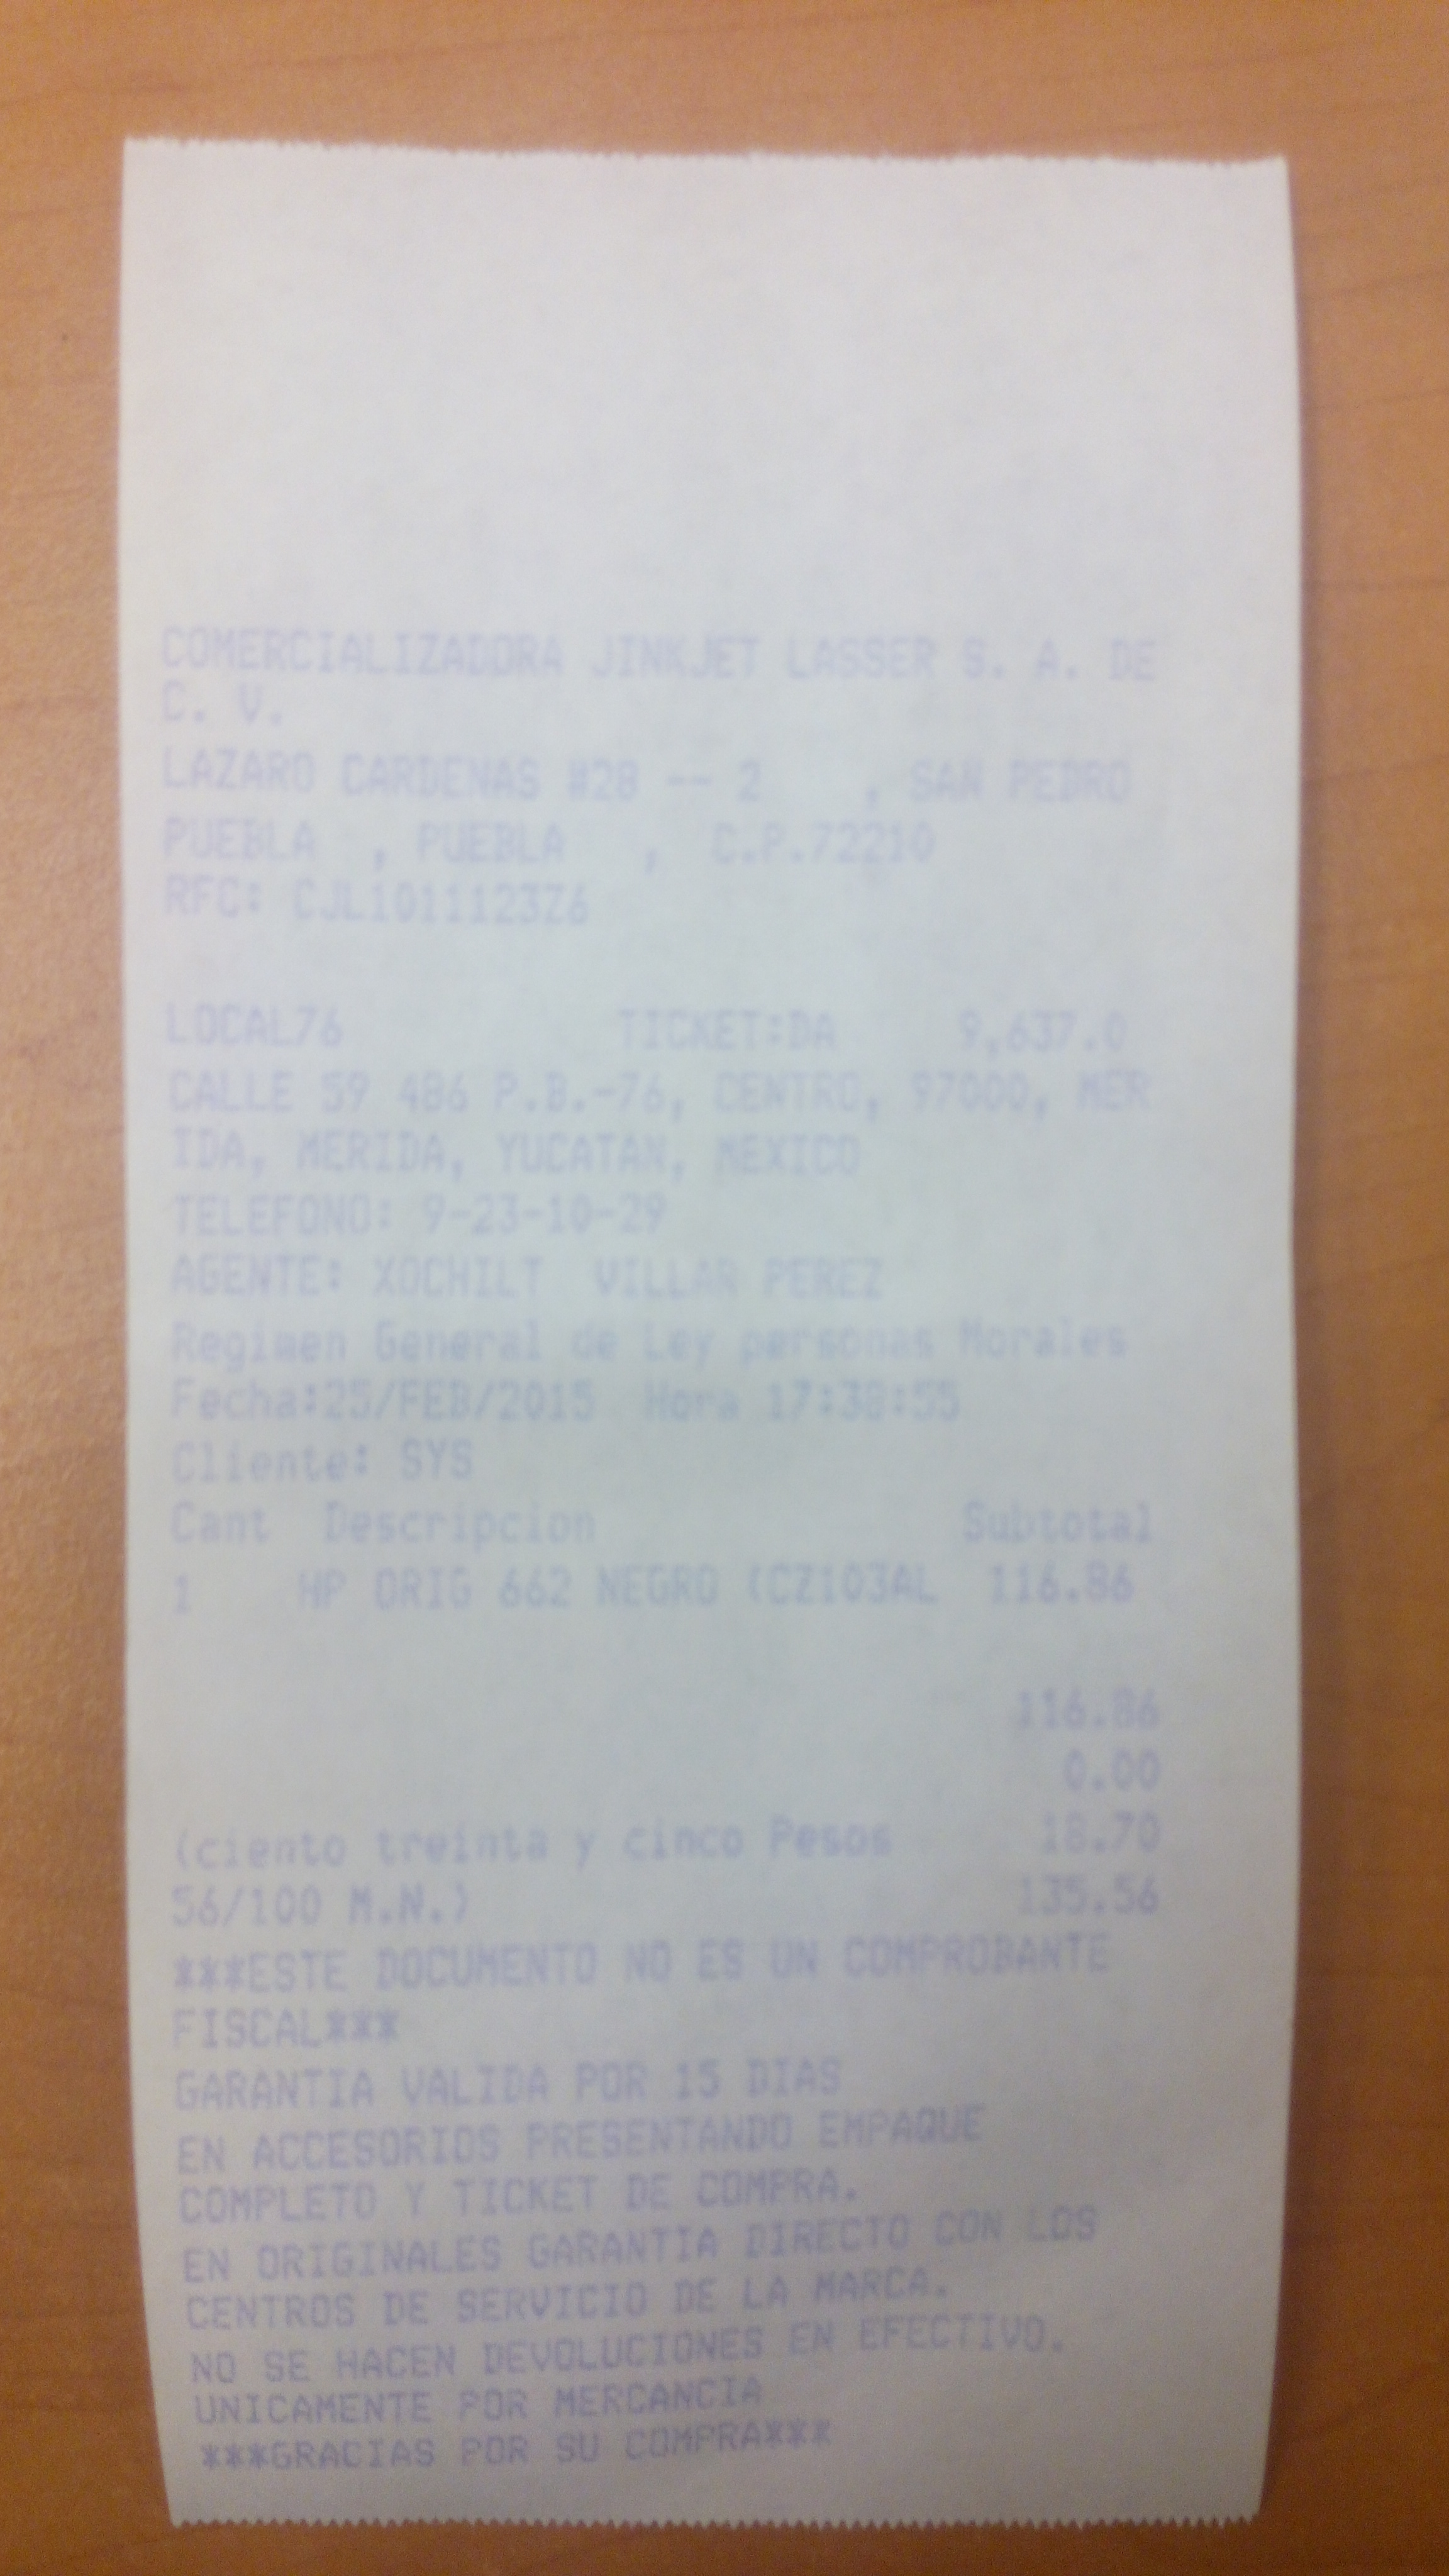 COMERCIALIZADORA JINKJET LASSER S. A. DE
C. V.
LAZARO CARDENAS #28 -- 2 , SAN PEDRO
PUEBLA , PUEBLA , C.P.72210
RFC: CJL1011123Z6
LOCAL76 TICKET:DA 9,637.0
CALLE 59 486 P.B.-76, CENTRO, 97000, MER
IDA, MERIDA, YUCATAN, MEXICO
TELEFONO: 9-23-10-29
AGENTE: XOCHILT VILLAR PEREZ
Regimen General de Ley personas Morales
Fecha:25/FEB/2015 Hora 17:38:55
Cliente: SYS
Cant Descripcion Subtotal
1 HP ORIG 662 NEGRO (CZ103AL 116.86
116.86
0.00
(ciento treinta y cinco Pesos 18.70
56/100 M.N.) 135.56
***ESTE DOCUMENTO NO ES UN COMPROBANTE
FISCAL***
GARANTIA VALIDA POR 15 DIAS
EN ACCESORIOS PRESENTANDO EMPAQUE
COMPLETO Y TICKET DE COMPRA.
EN ORIGINALES GARANTIA DIRECTO CON LOS
CENTROS DE SERVICIO DE LA MARCA.
NO SE HACEN DEVOLUCIONES EN EFECTIVO.
UNICAMENTE POR MERCANCIA
***GRACIAS POR SU COMPRA***